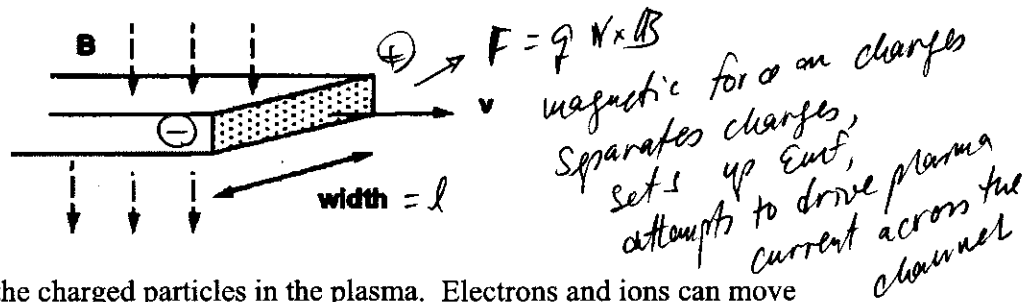 B
+
F = q v × B
v
magnetic force on charges
separates charges,
sets up Emf,
attempts to drive plasma
current across the
channel
−
width = l
the charged particles in the plasma. Electrons and ions can move